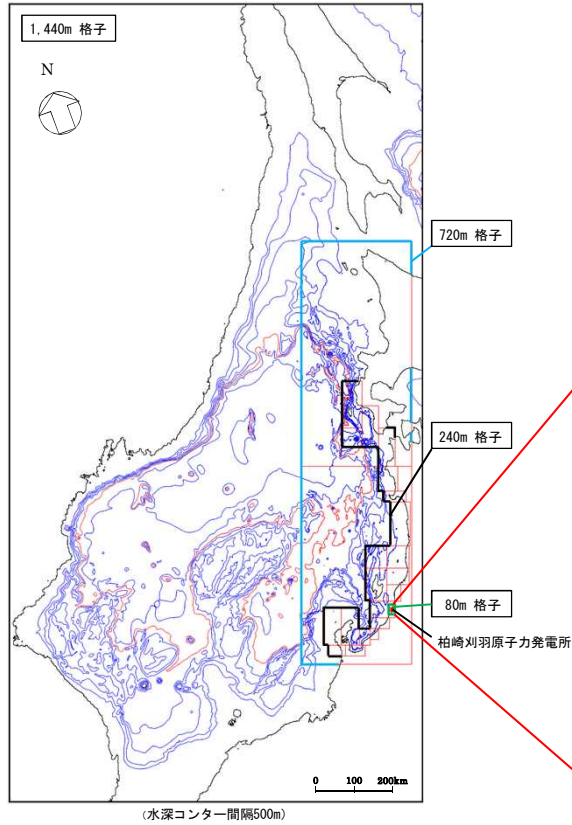 1,440m 格子
N
720m 格子
240m 格子
80m 格子
柏崎刈羽原子力発電所
0 100 200km
(水深コンター間隔500m)